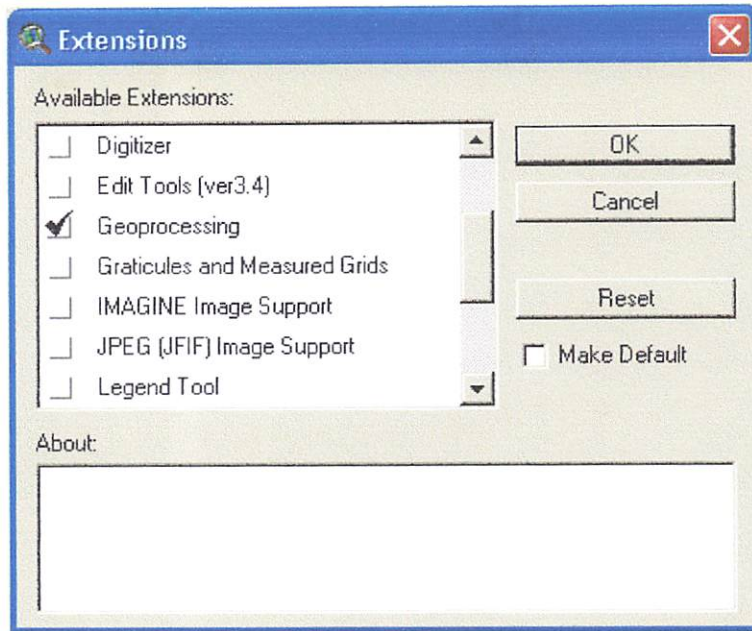 Extensions
Available Extensions:
Digitizer
Edit Tools (ver3.4)
Geoprocessing
Graticules and Measured Grids
IMAGINE Image Support
JPEG (JFIF) Image Support
Legend Tool
OK
Cancel
Reset
Make Default
About: